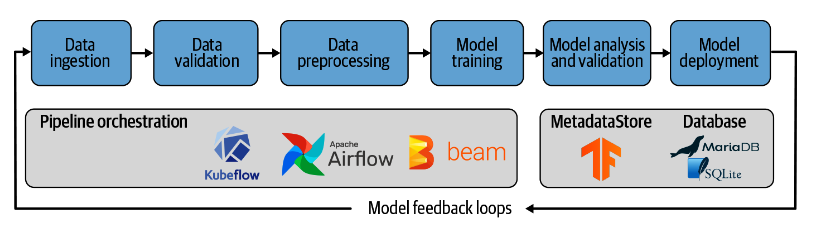 Data
ingestion
Data
validation
Data
preprocessing
Model
training
Model analysis
and validation
Model
deployment
Pipeline orchestration
Kubeflow
APACHE
Airflow
beam
MetadataStore
Database
MariaDB
SQLite
Model feedback loops